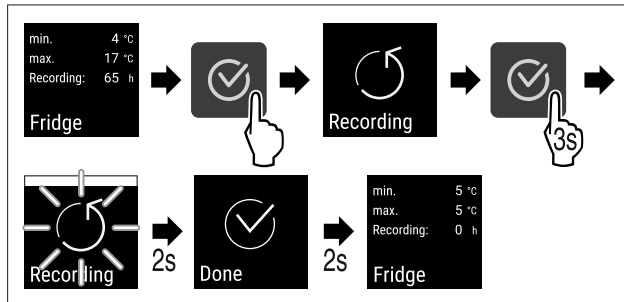 min. 4 °C
max. 17 °C
Recording: 65 h
Fridge
Recording
3s
Recording
2s
Done
2s
min. 5 °C
max. 5 °C
Recording: 0 h
Fridge